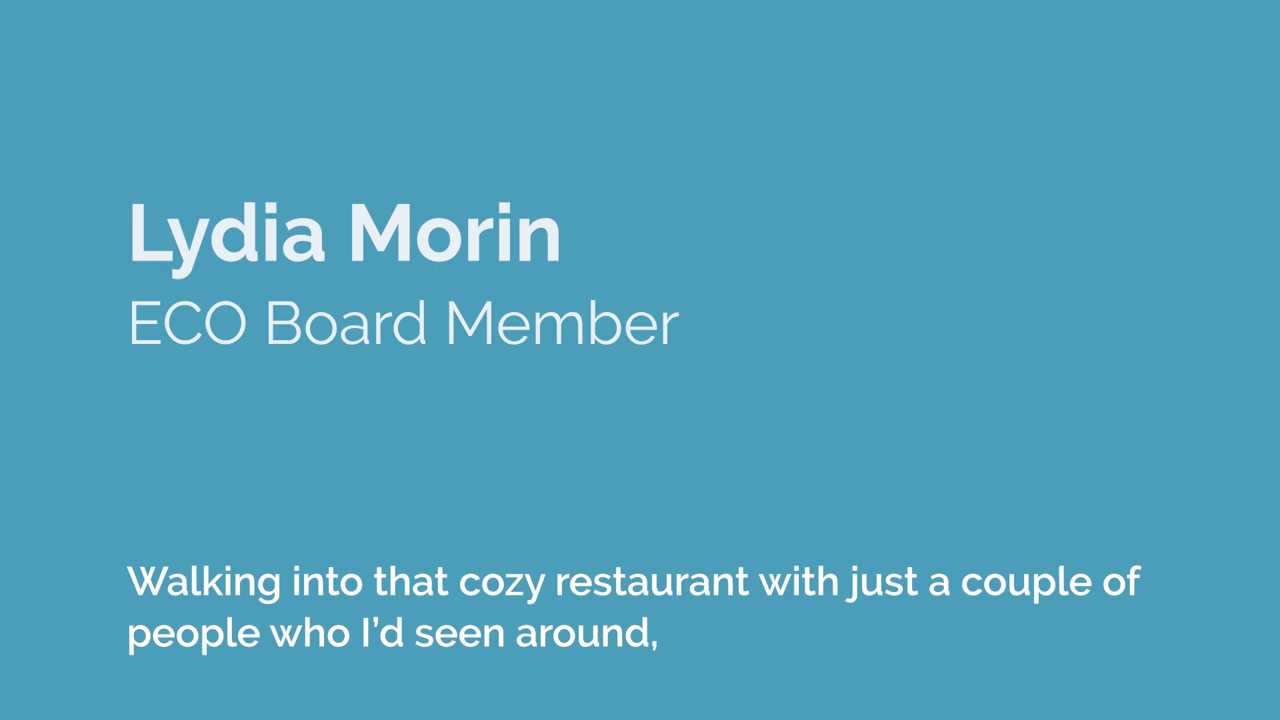 Lydia Morin
ECO Board Member
Walking into that cozy restaurant with just a couple of
people who I’d seen around,